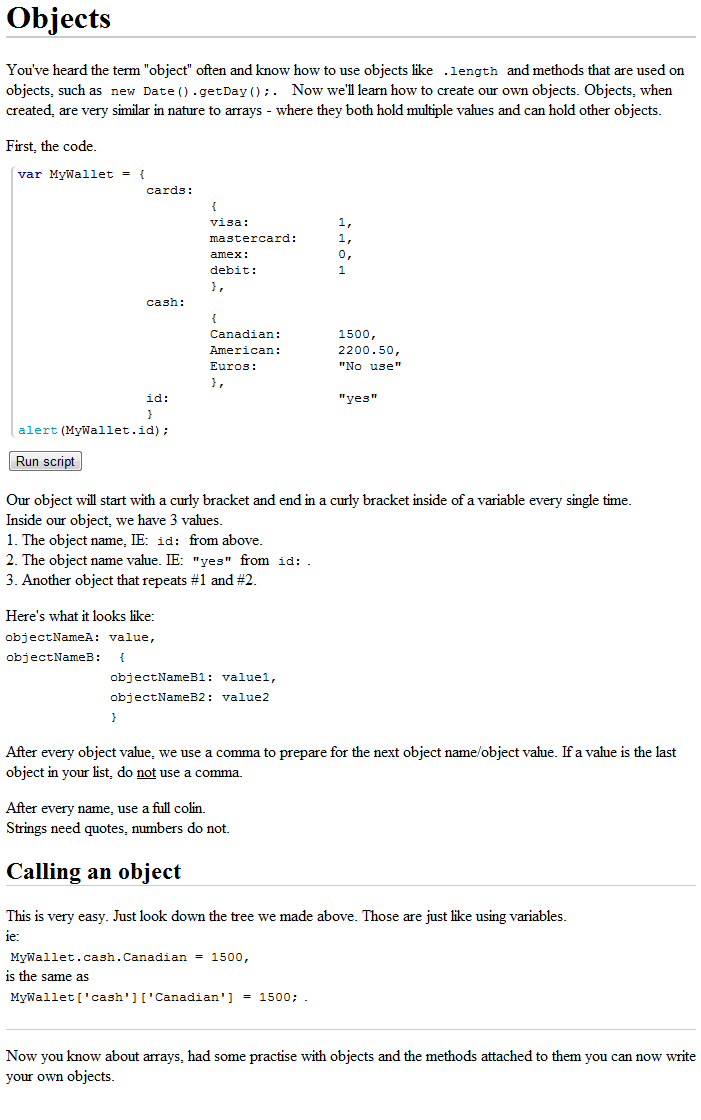 Objects
You've heard the term "object" often and know how to use objects like .length and methods that are used on
objects, such as new Date().getDay();. Now we'll learn how to create our own objects. Objects, when
created, are very similar in nature to arrays - where they both hold multiple values and can hold other objects.
First, the code.
var MyWallet = {
cards:
{
visa: 1,
mastercard: 1,
amex: 0,
debit: 1
},
cash:
{
Canadian: 1500,
American: 2200.50,
Euros: "No use"
},
id: "yes"
}
alert(MyWallet.id);
Run script
Our object will start with a curly bracket and end in a curly bracket inside of a variable every single time.
Inside our object, we have 3 values.
1. The object name, IE: id: from above.
2. The object name value. IE: "yes" from id: .
3. Another object that repeats #1 and #2.
Here's what it looks like:
objectNameA: value,
objectNameB: {
objectNameB1: value1,
objectNameB2: value2
}
After every object value, we use a comma to prepare for the next object name/object value. If a value is the last
object in your list, do not use a comma.
After every name, use a full colin.
Strings need quotes, numbers do not.
Calling an object
This is very easy. Just look down the tree we made above. Those are just like using variables.
ie:
MyWallet.cash.Canadian = 1500,
is the same as
MyWallet['cash']['Canadian'] = 1500; .
Now you know about arrays, had some practise with objects and the methods attached to them you can now write
your own objects.